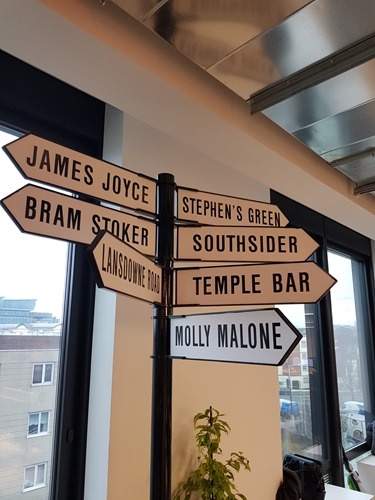 JAMES JOYCE
STEPHEN'S GREEN
BRAM STOKER
SOUTHSIDER
LANSDOWNE ROAD
TEMPLE BAR
MOLLY MALONE